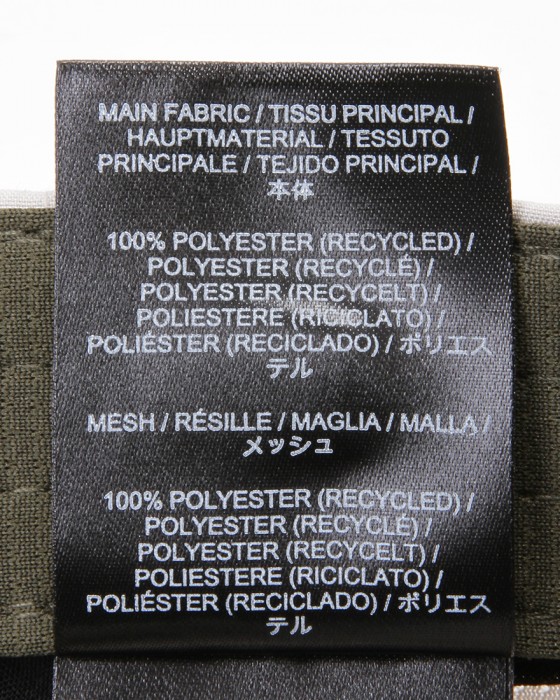 MAIN FABRIC / TISSU PRINCIPAL /
HAUPTMATERIAL / TESSUTO
PRINCIPALE / TEJIDO PRINCIPAL /
本体
100% POLYESTER (RECYCLED) /
POLYESTER (RECYCLÉ) /
POLYESTER (RECYCELT) /
POLIESTERE (RICICLATO) /
POLIÉSTER (RECICLADO) / ポリエス
テル
MESH / RÉSILLE / MAGLIA / MALLA /
メッシュ
100% POLYESTER (RECYCLED) /
POLYESTER (RECYCLÉ) /
POLYESTER (RECYCELT) /
POLIESTERE (RICICLATO) /
POLIÉSTER (RECICLADO) / ポリエス
テル